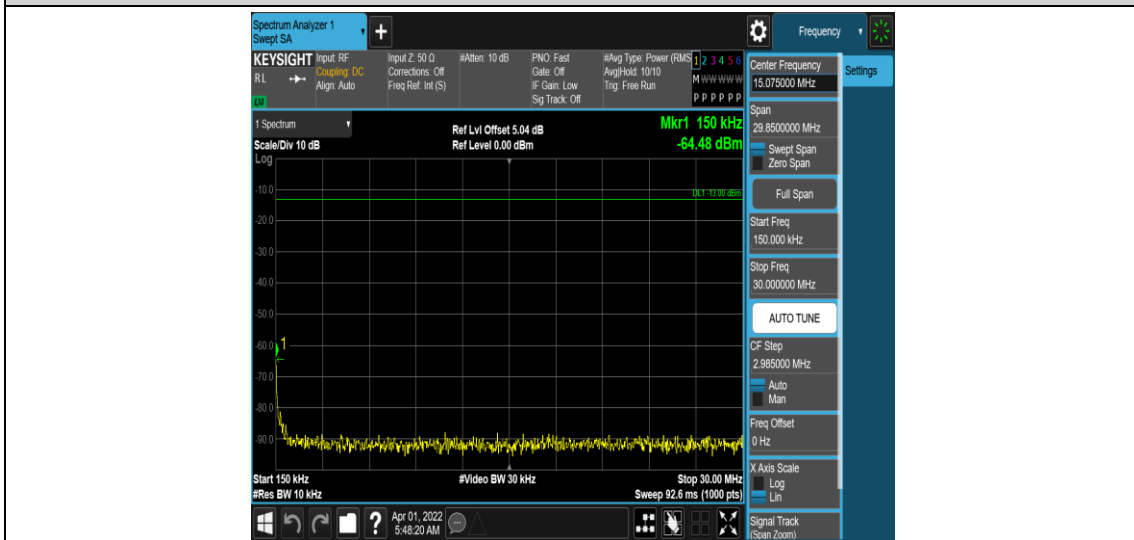 Spectrum Analyzer 1
Swept SA
+
Frequency
KEYSIGHT
RL
Input: RF
Coupling: DC
Align: Auto
Input Z: 50 Ω
Corrections: Off
Freq Ref: Int (S)
#Atten: 10 dB
PNO: Fast
Gate: Off
IF Gain: Low
Sig Track: Off
#Avg Type: Power (RMS
Avg|Hold: 10/10
Trig: Free Run
1 2 3 4 5 6
M W W W W W
P P P P P P
1 Spectrum
Scale/Div 10 dB
Log
Ref Lvl Offset 5.04 dB
Ref Level 0.00 dBm
Mkr1 150 kHz
-64.48 dBm
DL1 -13.00 dBm
-10.0
-20.0
-30.0
-40.0
-50.0
-60.0
1
-70.0
-80.0
-90.0
Start 150 kHz
#Res BW 10 kHz
#Video BW 30 kHz
Stop 30.00 MHz
Sweep 92.6 ms (1000 pts)
?
Apr 01, 2022
5:48:20 AM
Center Frequency
15.075000 MHz
Settings
Span
29.8500000 MHz
Swept Span
Zero Span
Full Span
Start Freq
150.000 kHz
Stop Freq
30.000000 MHz
AUTO TUNE
CF Step
2.985000 MHz
Auto
Man
Freq Offset
0 Hz
X Axis Scale
Log
Lin
Signal Track
(Span Zoom)